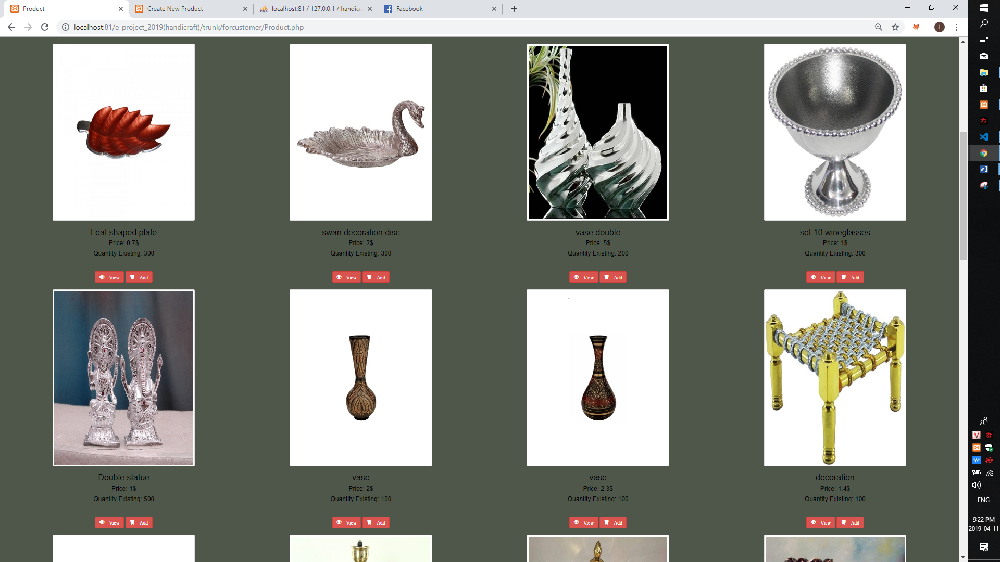 Product
Create New Product
localhost:81 / 127.0.0.1 / handicra
Facebook
localhost:81/e-project_2019(handicraft)/trunk/forcustomer/Product.php
I
Leaf shaped plate
Price: 0.7$
Quantity Existing: 300
View Add
swan decoration disc
Price: 2$
Quantity Existing: 300
View Add
vase double
Price: 5$
Quantity Existing: 200
View Add
set 10 wineglasses
Price: 1$
Quantity Existing: 300
View Add
Double statue
Price: 1$
Quantity Existing: 500
View Add
vase
Price: 2$
Quantity Existing: 100
View Add
vase
Price: 2.3$
Quantity Existing: 100
View Add
decoration
Price: 1.4$
Quantity Existing: 100
View Add
ENG
9:22 PM
2019-04-11